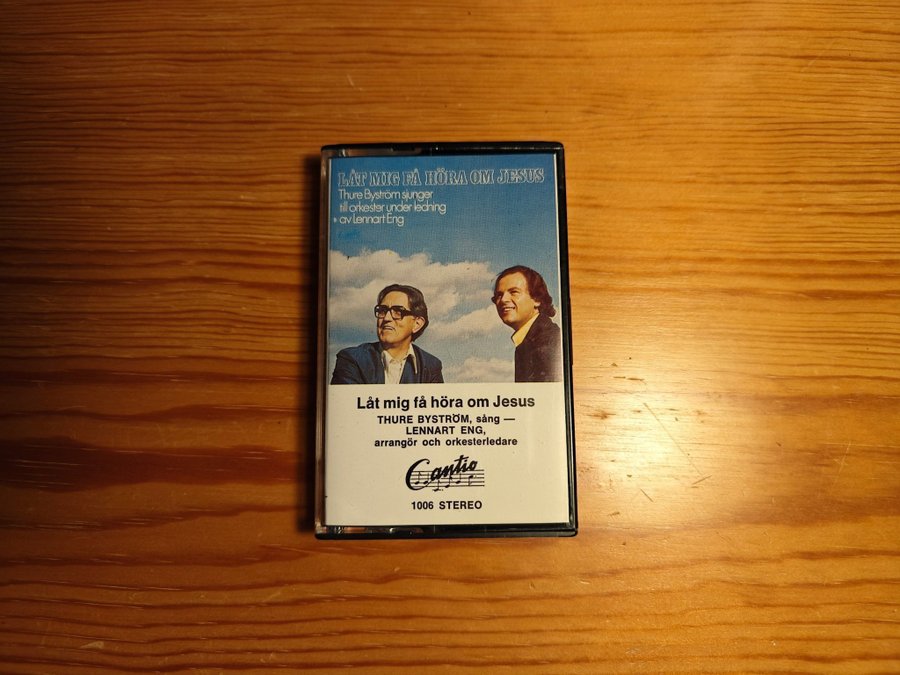 LÅT MIG FÅ HÖRA OM JESUS
Thure Byström sjunger
till orkester under ledning
av Lennart Eng
Låt mig få höra om Jesus
THURE BYSTRÖM, sång —
LENNART ENG,
arrangör och orkesterledare
Cantio
1006 STEREO